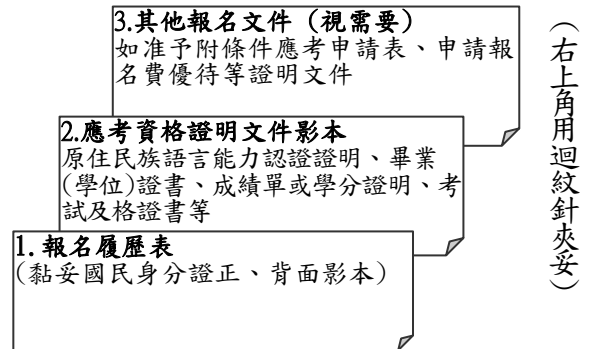 3.其他報名文件（視需要）
如准予附條件應考申請表、申請報
名費優待等證明文件
2.應考資格證明文件影本
原住民族語言能力認證證明、畢業
(學位)證書、成績單或學分證明、考
試及格證書等
1.報名履歷表
(黏妥國民身分證正、背面影本)
（右上角用迴紋針夾妥）